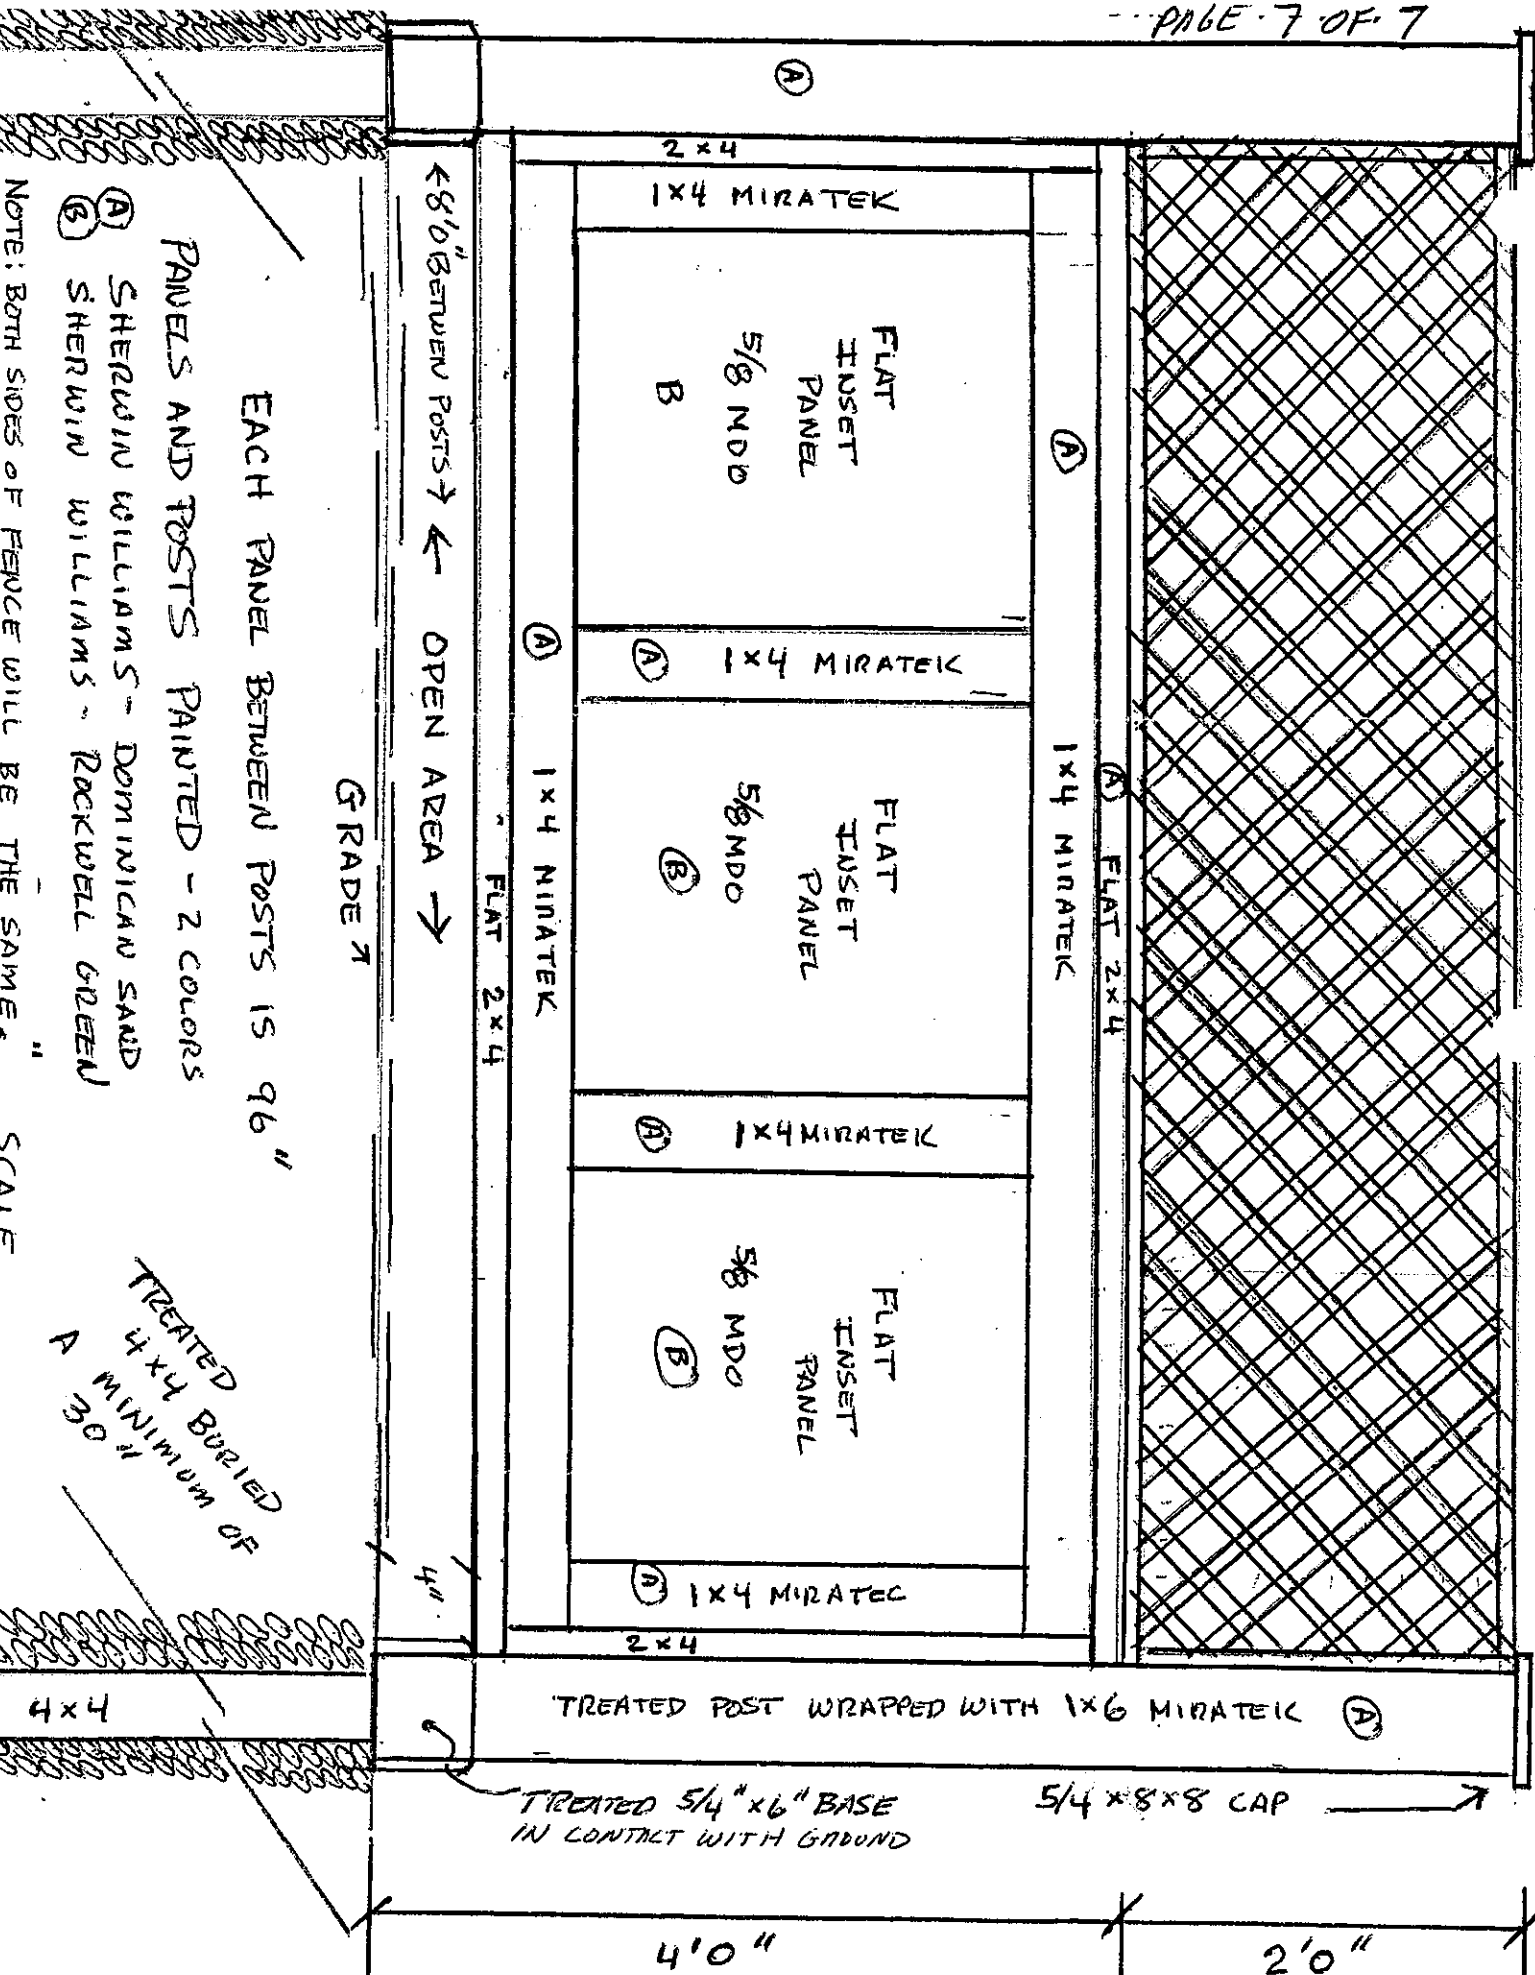 PAGE 7 OF 7
5/4 x 8 x 8 CAP
2'0"
4'0"
A
A FLAT 2x4
A
1x4 MIRATEK
2x4
1x4 MIRATEK
FLAT
INSET
PANEL
5/8 MDO
B
1x4 MIRATEK
A
FLAT
INSET
PANEL
5/8 MDO
B
1x4 MIRATEK
A
FLAT
INSET
PANEL
5/8 MDO
B
1x4 MIRATEC
A
2x4
A
TREATED POST WRAPPED WITH 1x6 MIRATEK
A
1x4 MIRATEK
FLAT 2x4
TREATED 5/4" x 6" BASE
IN CONTACT WITH GROUND
← 8'0" BETWEEN POSTS → ← OPEN AREA →
4"
GRADE ↗
EACH PANEL BETWEEN POSTS IS 96"
PANELS AND POSTS PAINTED - 2 COLORS
A SHERWIN WILLIAMS - DOMINICAN SAND
B SHERWIN WILLIAMS - ROCKWELL GREEN
NOTE: BOTH SIDES OF FENCE WILL BE THE SAME.
SCALE
TREATED
4x4 BURIED
A MINIMUM OF
30"
4x4